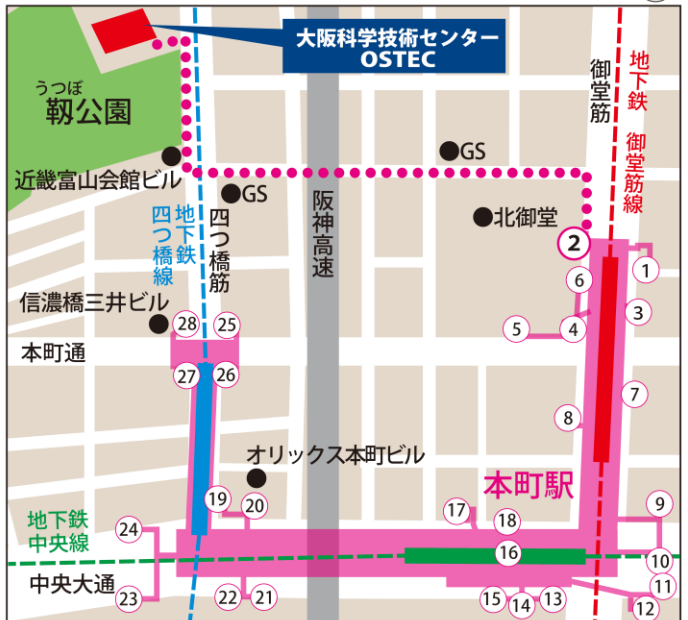 大阪科学技術センター
OSTEC
うつぼ
靱公園
御堂筋
地下鉄 御堂筋線
近畿富山会館ビル
GS
GS
地下鉄
四つ橋線
四つ橋筋
阪神高速
北御堂
2
1
6
3
5
4
信濃橋三井ビル
28
25
本町通
27
26
7
8
オリックス本町ビル
本町駅
19
20
17
18
9
地下鉄
中央線
24
16
10
中央大通
23
22
21
15
14
13
11
12